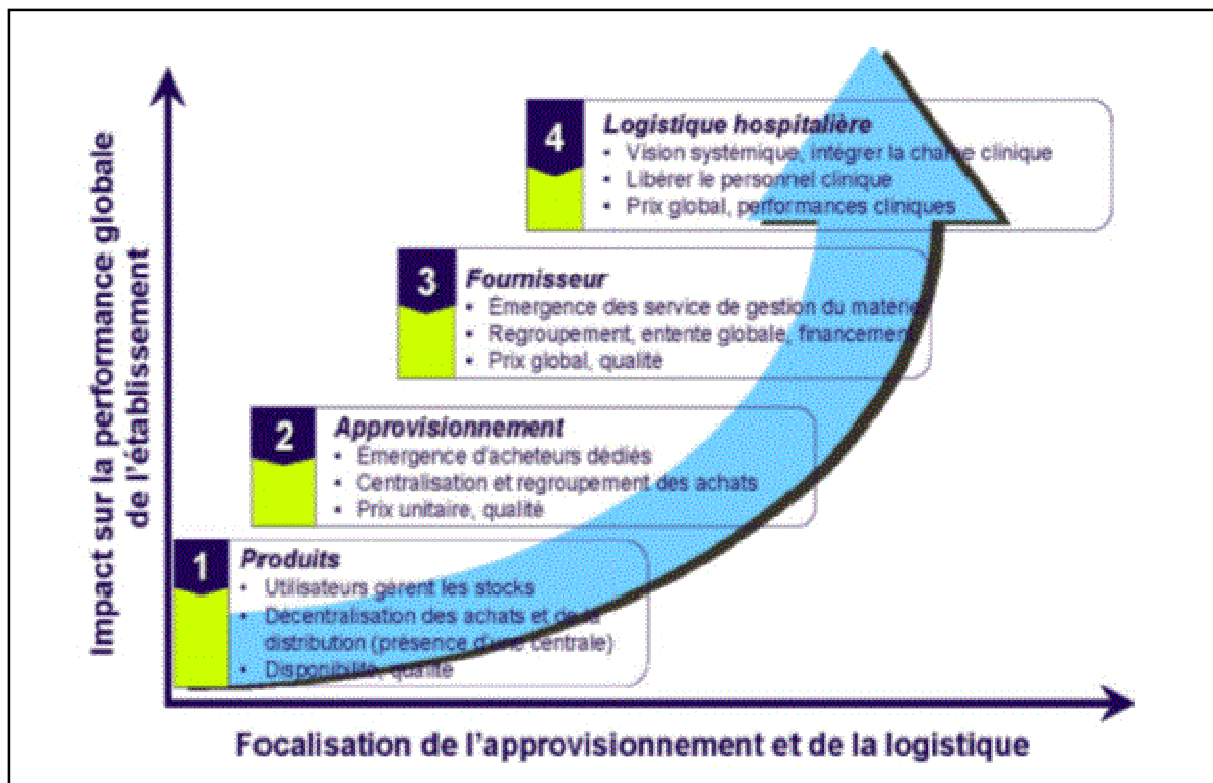 Impact sur la performance globale
de l'établissement
4
Logistique hospitalière
• Vision systémique, intégrer la chaîne clinique
• Libérer le personnel clinique
• Prix global, performances cliniques
3
Fournisseur
• Émergence des service de gestion du matériel
• Regroupement, entente globale, financement
• Prix global, qualité
2
Approvisionnement
• Émergence d'acheteurs dédiés
• Centralisation et regroupement des achats
• Prix unitaire, qualité
1
Produits
• Utilisateurs gèrent les stocks
• Décentralisation des achats et de la
distribution (présence d'une centrale)
• Disponibilité, qualité
Focalisation de l'approvisionnement et de la logistique